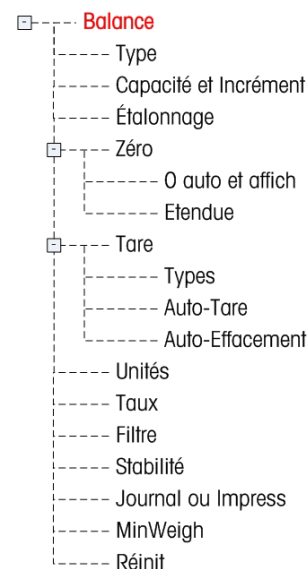 Balance
Type
Capacité et Incrément
Étalonnage
Zéro
0 auto et affich
Etendue
Tare
Types
Auto-Tare
Auto-Effacement
Unités
Taux
Filtre
Stabilité
Journal ou Impress
MinWeigh
Réinit